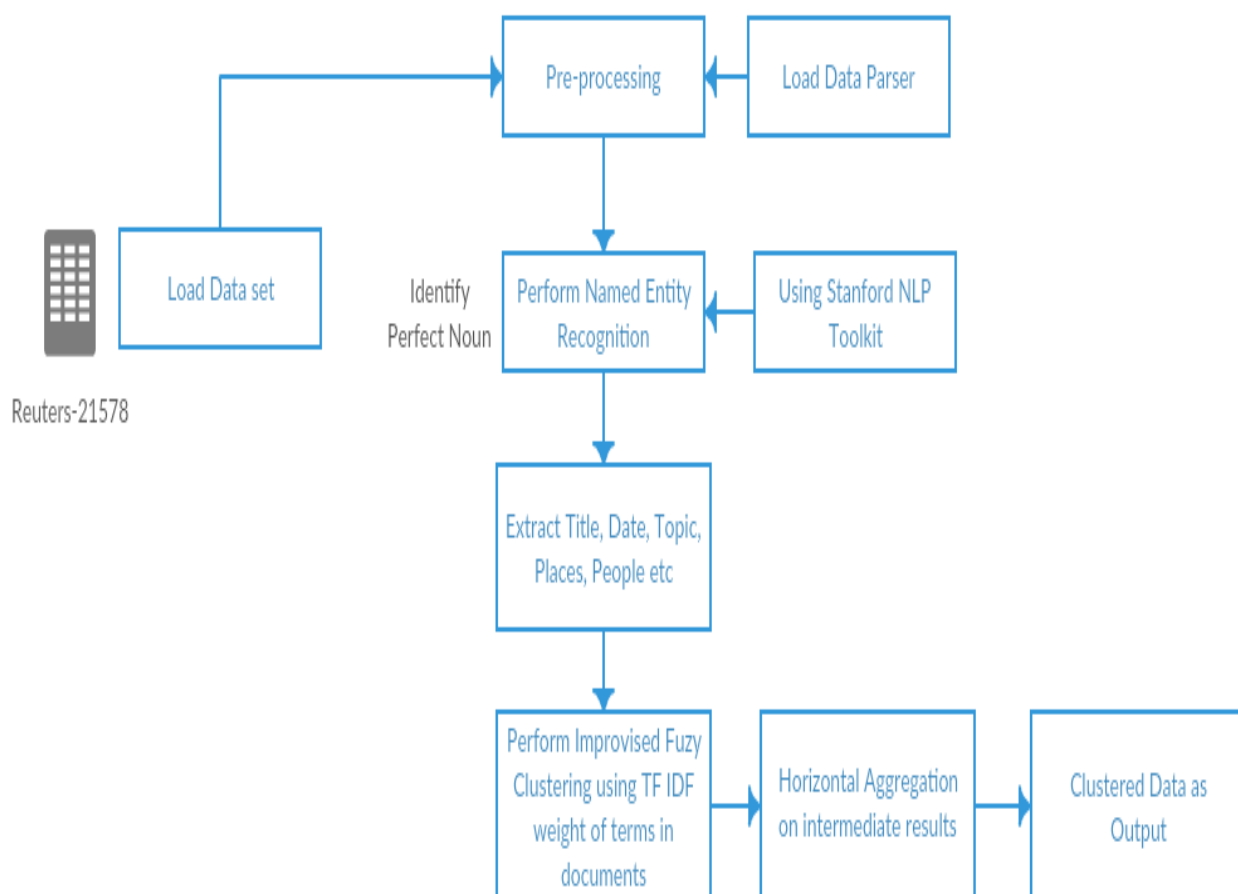 Pre-processing
Load Data Parser
Load Data set
Reuters-21578
Identify
Perfect Noun
Perform Named Entity
Recognition
Using Stanford NLP
Toolkit
Extract Title, Date, Topic,
Places, People etc
Perform Improvised Fuzy
Clustering using TF IDF
weight of terms in
documents
Horizontal Aggregation
on intermediate results
Clustered Data as
Output